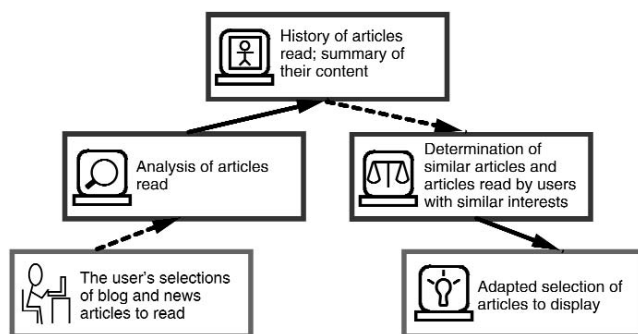 History of articles
read; summary of
their content
Analysis of articles
read
Determination of
similar articles and
articles read by users
with similar interests
The user's selections
of blog and news
articles to read
Adapted selection of
articles to display